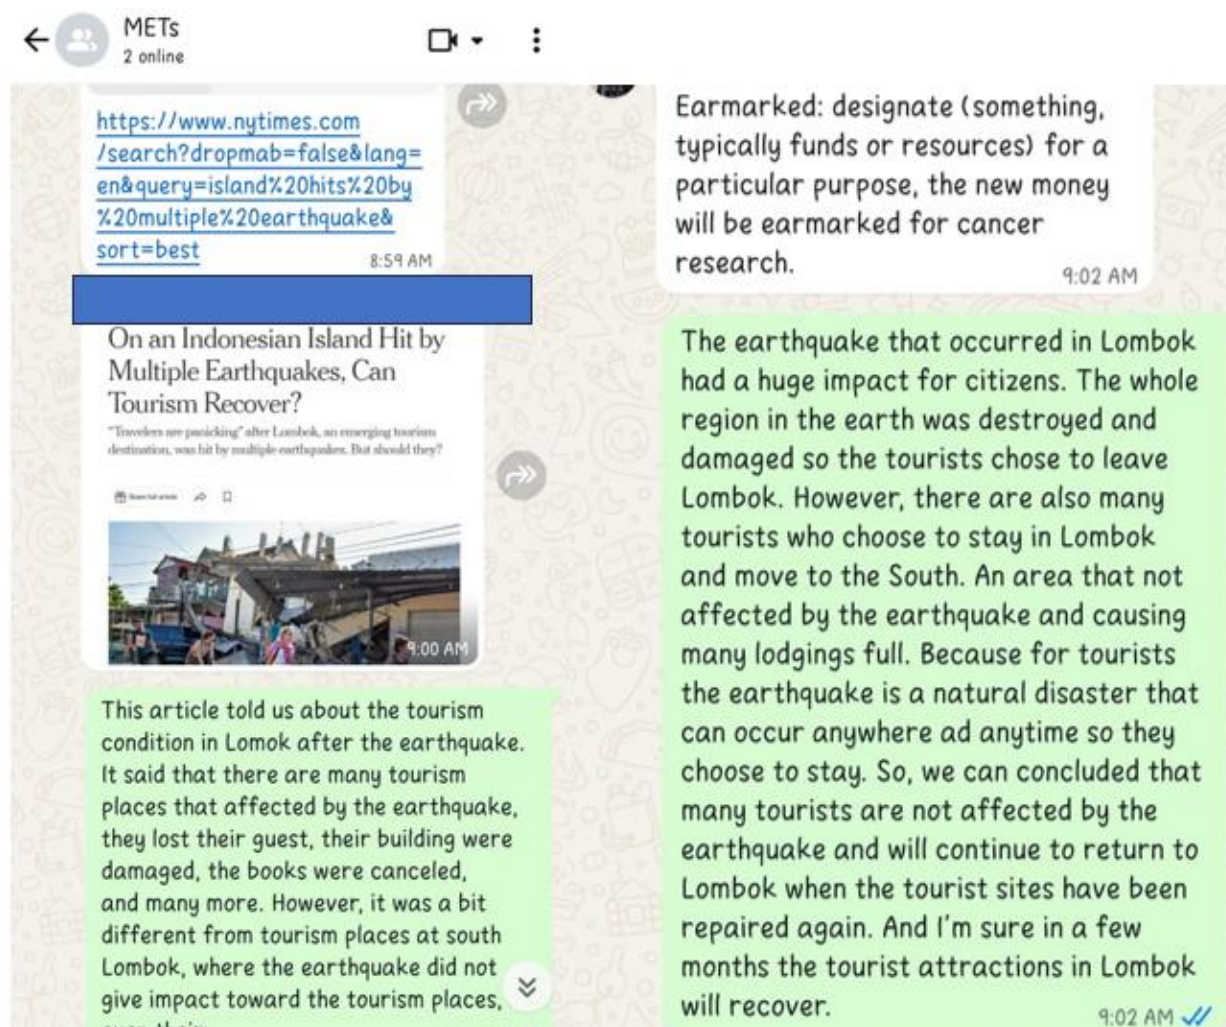 METs
2 online
https://www.nytimes.com
/search?dropmab=false&lang=
en&query=island%20hits%20by
%20multiple%20earthquake&
sort=best
8:59 AM
On an Indonesian Island Hit by
Multiple Earthquakes, Can
Tourism Recover?
"Travelers are panicking" after Lombok, an emerging tourism
destination, was hit by multiple earthquakes. But should they?
Share full article
9:00 AM
This article told us about the tourism
condition in Lomok after the earthquake.
It said that there are many tourism
places that affected by the earthquake,
they lost their guest, their building were
damaged, the books were canceled,
and many more. However, it was a bit
different from tourism places at south
Lombok, where the earthquake did not
give impact toward the tourism places,
Earmarked: designate (something,
typically funds or resources) for a
particular purpose, the new money
will be earmarked for cancer
research.
9:02 AM
The earthquake that occurred in Lombok
had a huge impact for citizens. The whole
region in the earth was destroyed and
damaged so the tourists chose to leave
Lombok. However, there are also many
tourists who choose to stay in Lombok
and move to the South. An area that not
affected by the earthquake and causing
many lodgings full. Because for tourists
the earthquake is a natural disaster that
can occur anywhere ad anytime so they
choose to stay. So, we can concluded that
many tourists are not affected by the
earthquake and will continue to return to
Lombok when the tourist sites have been
repaired again. And I'm sure in a few
months the tourist attractions in Lombok
will recover.
9:02 AM